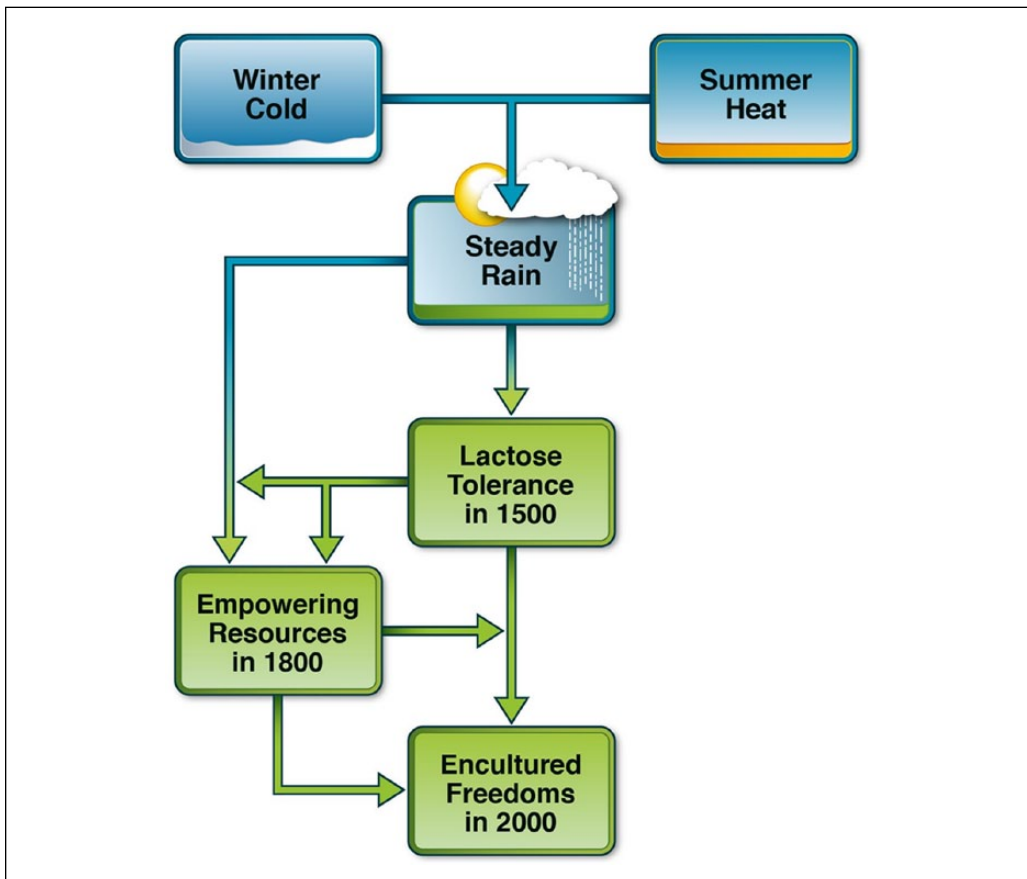 Winter
Cold
Summer
Heat
Steady
Rain
Lactose
Tolerance
in 1500
Empowering
Resources
in 1800
Encultured
Freedoms
in 2000